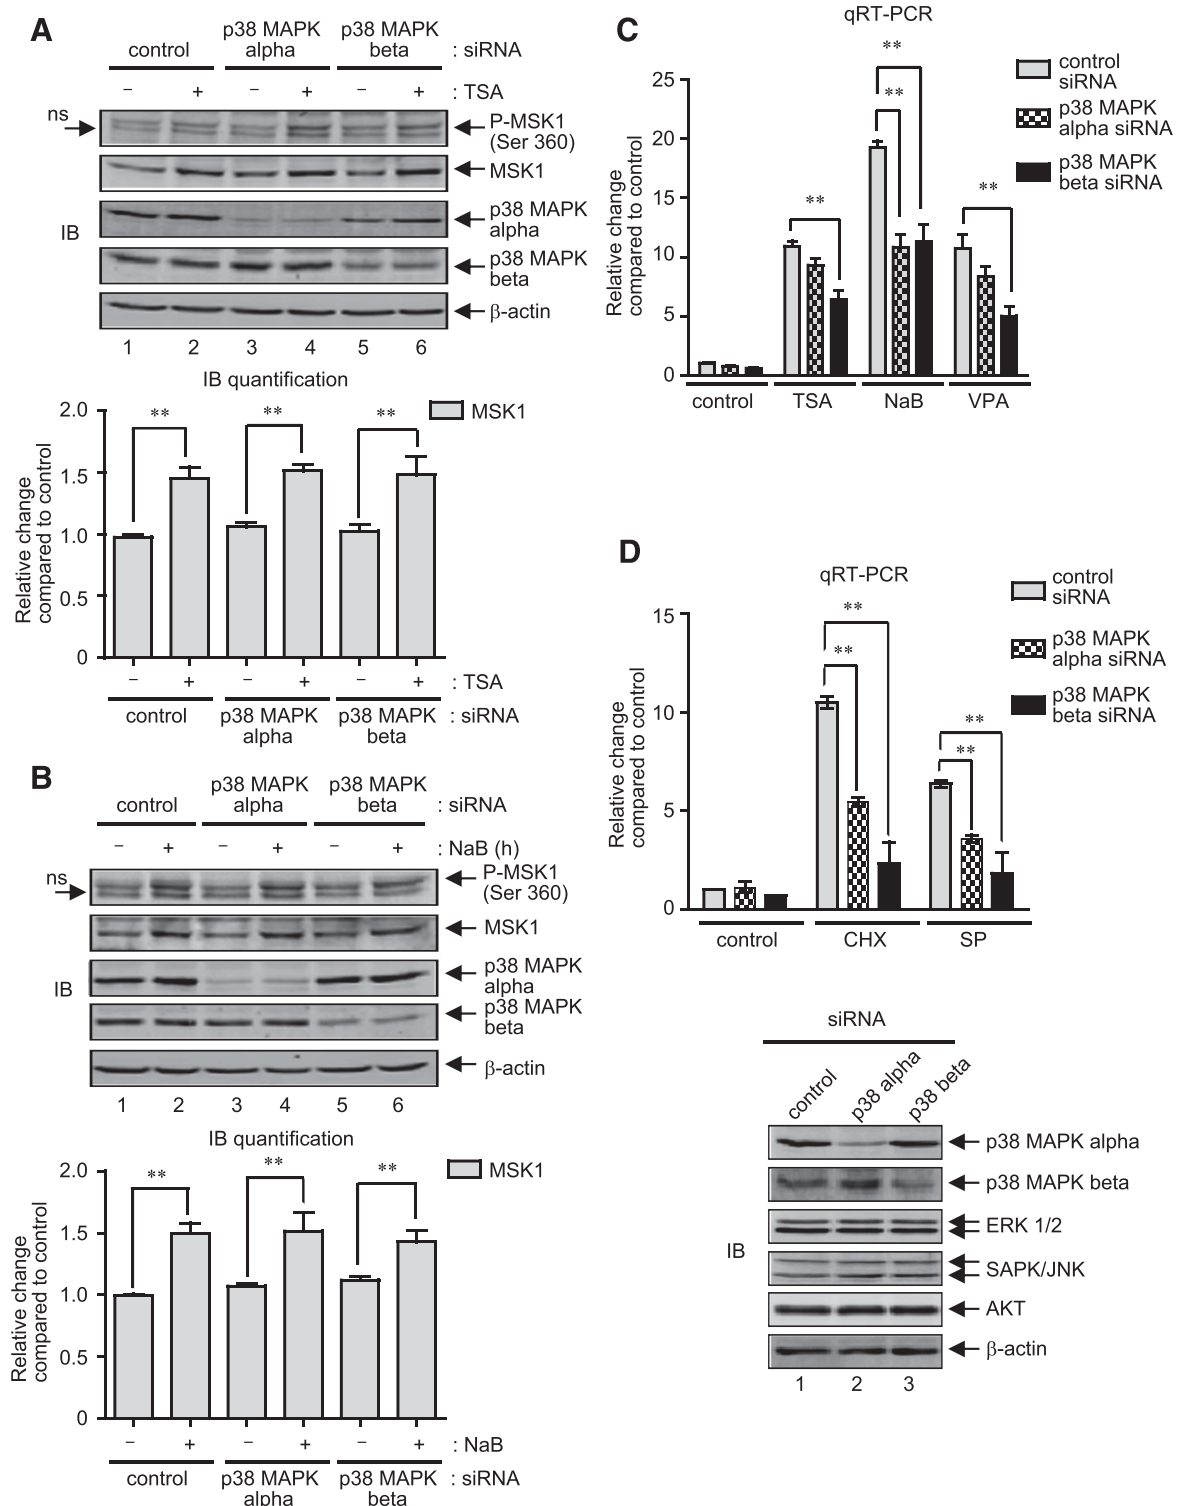 A
control
p38 MAPK
alpha
p38 MAPK
beta
: siRNA
− + − + − + : TSA
ns
P-MSK1
(Ser 360)
MSK1
IB
p38 MAPK
alpha
p38 MAPK
beta
β-actin
1 2 3 4 5 6
IB quantification
MSK1
Relative change
compared to control
2.0
1.5
1.0
0.5
0
** ** **
− + − + − + : TSA
control
p38 MAPK
alpha
p38 MAPK
beta
: siRNA
B
control
p38 MAPK
alpha
p38 MAPK
beta
: siRNA
− + − + − + : NaB (h)
ns
P-MSK1
(Ser 360)
MSK1
IB
p38 MAPK
alpha
p38 MAPK
beta
β-actin
1 2 3 4 5 6
IB quantification
MSK1
Relative change
compared to control
2.0
1.5
1.0
0.5
0
** ** **
− + − + − + : NaB
control
p38 MAPK
alpha
p38 MAPK
beta
: siRNA
C
qRT-PCR
control
siRNA
p38 MAPK
alpha siRNA
p38 MAPK
beta siRNA
Relative change
compared to control
25
20
15
10
5
0
**
**
**
**
control TSA NaB VPA
D
qRT-PCR
control
siRNA
p38 MAPK
alpha siRNA
p38 MAPK
beta siRNA
Relative change
compared to control
15
10
5
0
**
**
**
**
control CHX SP
siRNA
control
p38 alpha
p38 beta
IB
p38 MAPK alpha
p38 MAPK beta
ERK 1/2
SAPK/JNK
AKT
β-actin
1 2 3